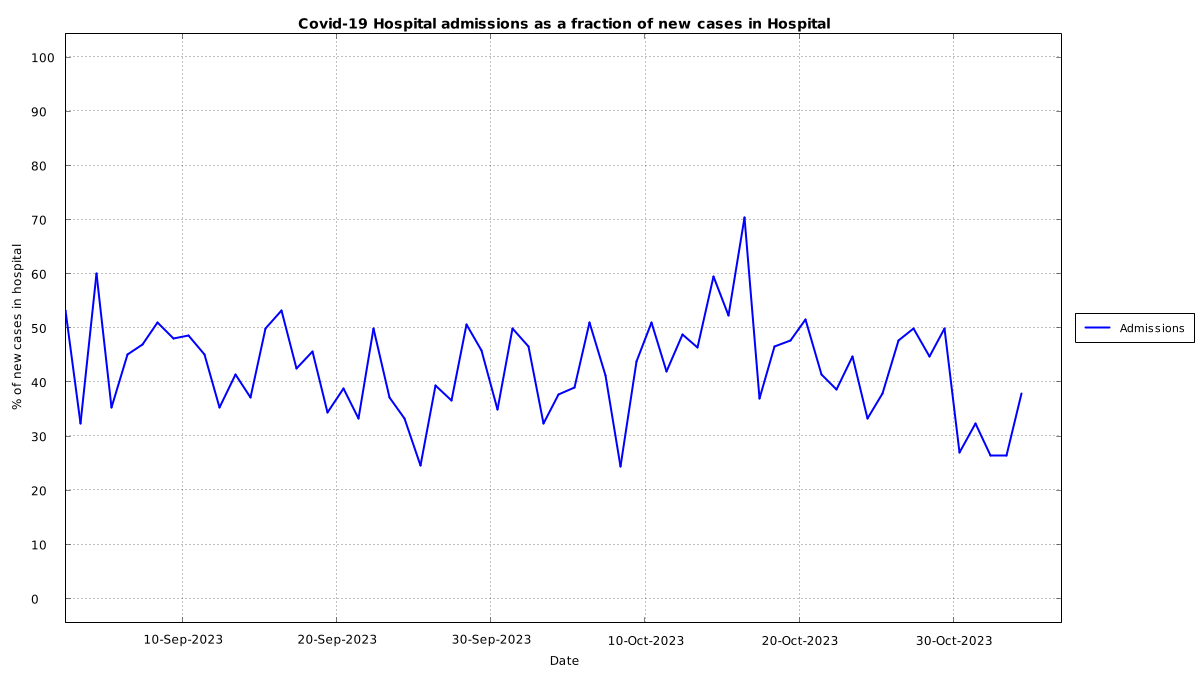 Covid-19 Hospital admissions as a fraction of new cases in Hospital
100
90
80
70
60
50
40
30
20
10
0
% of new cases in hospital
10-Sep-2023
20-Sep-2023
30-Sep-2023
10-Oct-2023
20-Oct-2023
30-Oct-2023
Date
Admissions